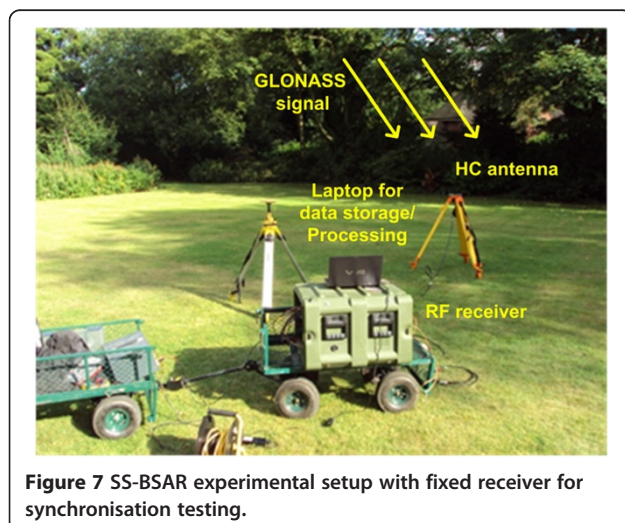 GLONASS
signal
HC antenna
Laptop for
data storage/
Processing
RF receiver
Figure 7 SS-BSAR experimental setup with fixed receiver for
synchronisation testing.